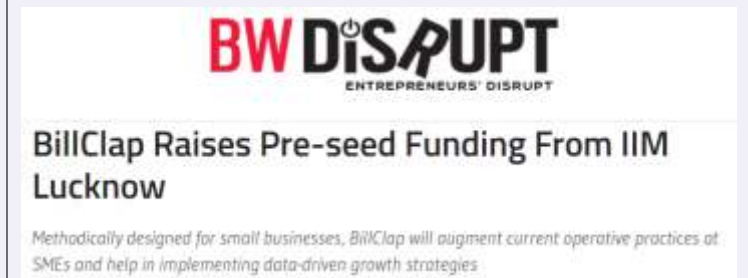 BW DISRUPT
ENTREPRENEURS' DISRUPT
BillClap Raises Pre-seed Funding From IIM
Lucknow
Methodically designed for small businesses, BillClap will augment current operative practices at
SMEs and help in implementing data-driven growth strategies